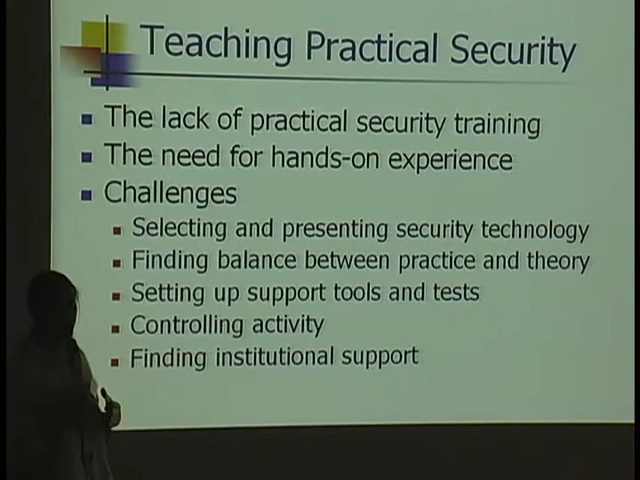 Teaching Practical Security
The lack of practical security training
The need for hands-on experience
Challenges
Selecting and presenting security technology
Finding balance between practice and theory
Setting up support tools and tests
Controlling activity
Finding institutional support